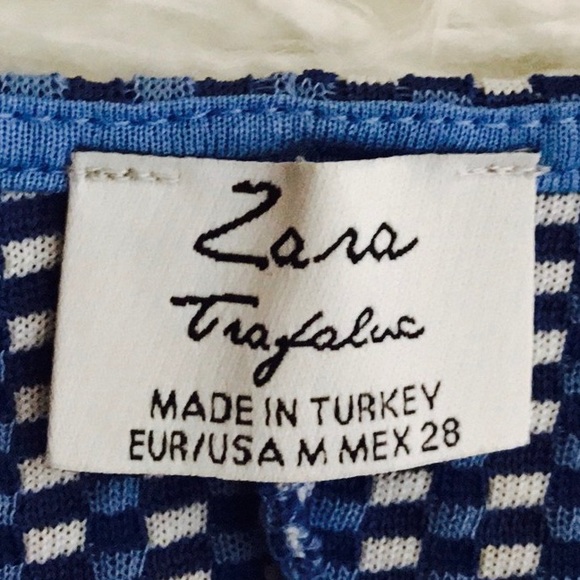 Zara
Trafaluc
MADE IN TURKEY
EUR/USA M MEX 28